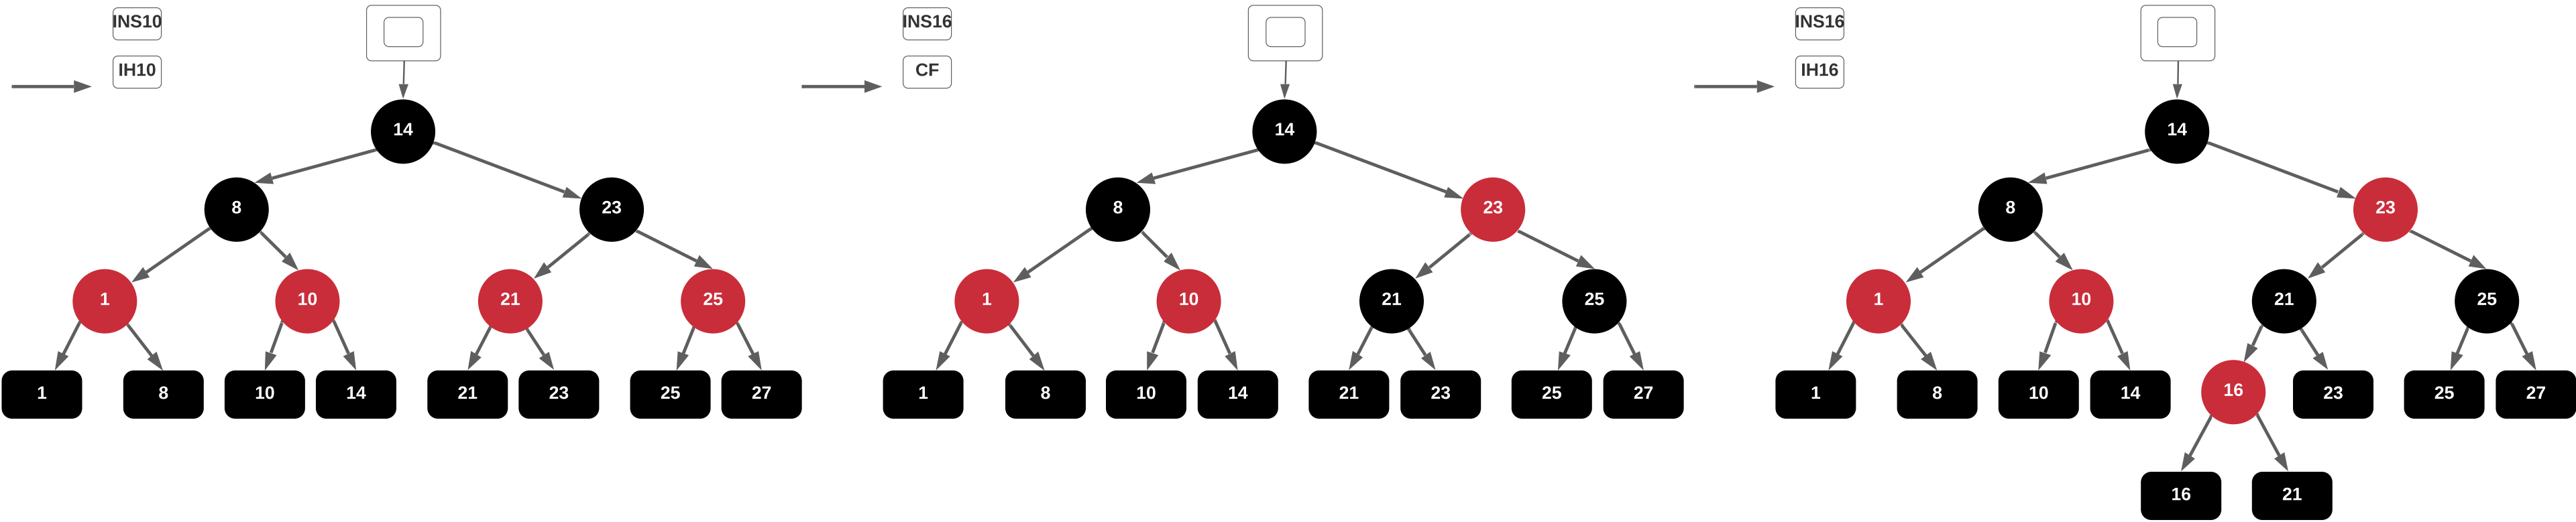 INS10
IH10
14
8 23
1 10 21 25
1 8 10 14 21 23 25 27
INS16
CF
14
8 23
1 10 21 25
1 8 10 14 21 23 25 27
INS16
IH16
14
8 23
1 10 21 25
1 8 10 14 16 23 25 27
16 21